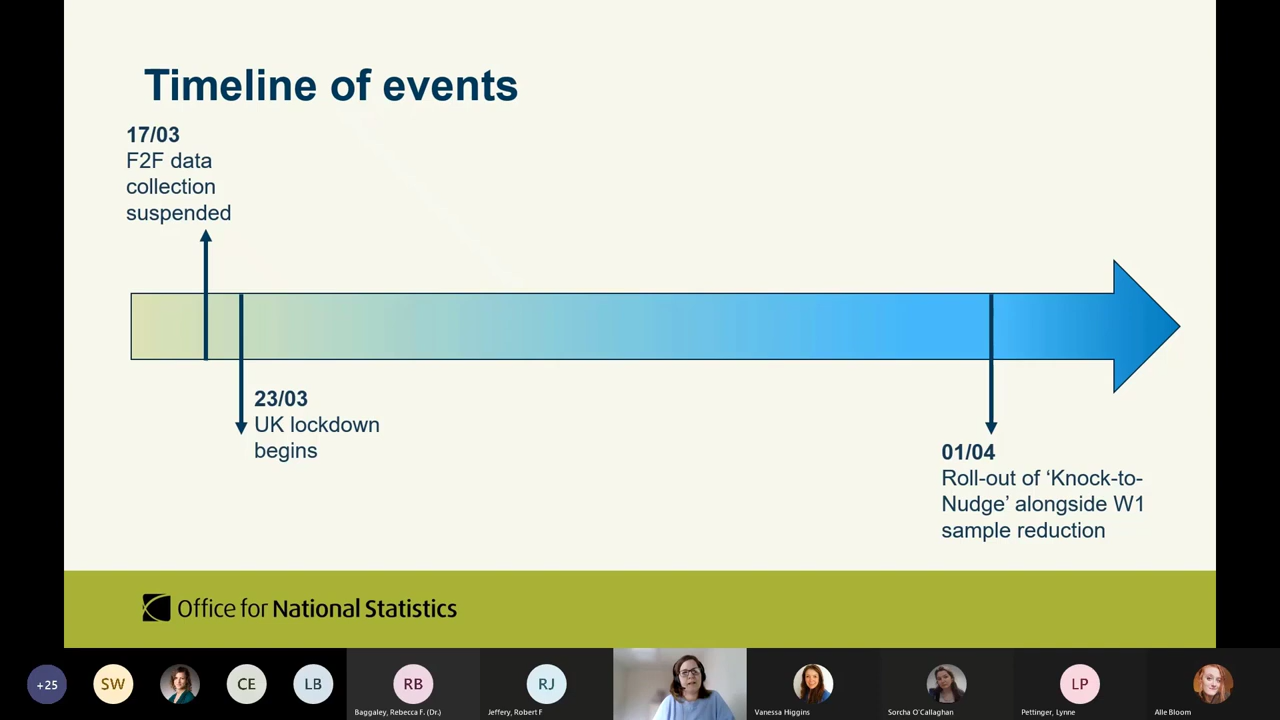 Timeline of events
17/03
F2F data
collection
suspended
23/03
UK lockdown
begins
01/04
Roll-out of ‘Knock-to-
Nudge’ alongside W1
sample reduction
Office for National Statistics
+25
SW
CE
LB
RB
Baggaley, Rebecca F. (Dr.)
RJ
Jeffery, Robert F
Vanessa Higgins
Sorcha O'Callaghan
LP
Pettinger, Lynne
Alle Bloom